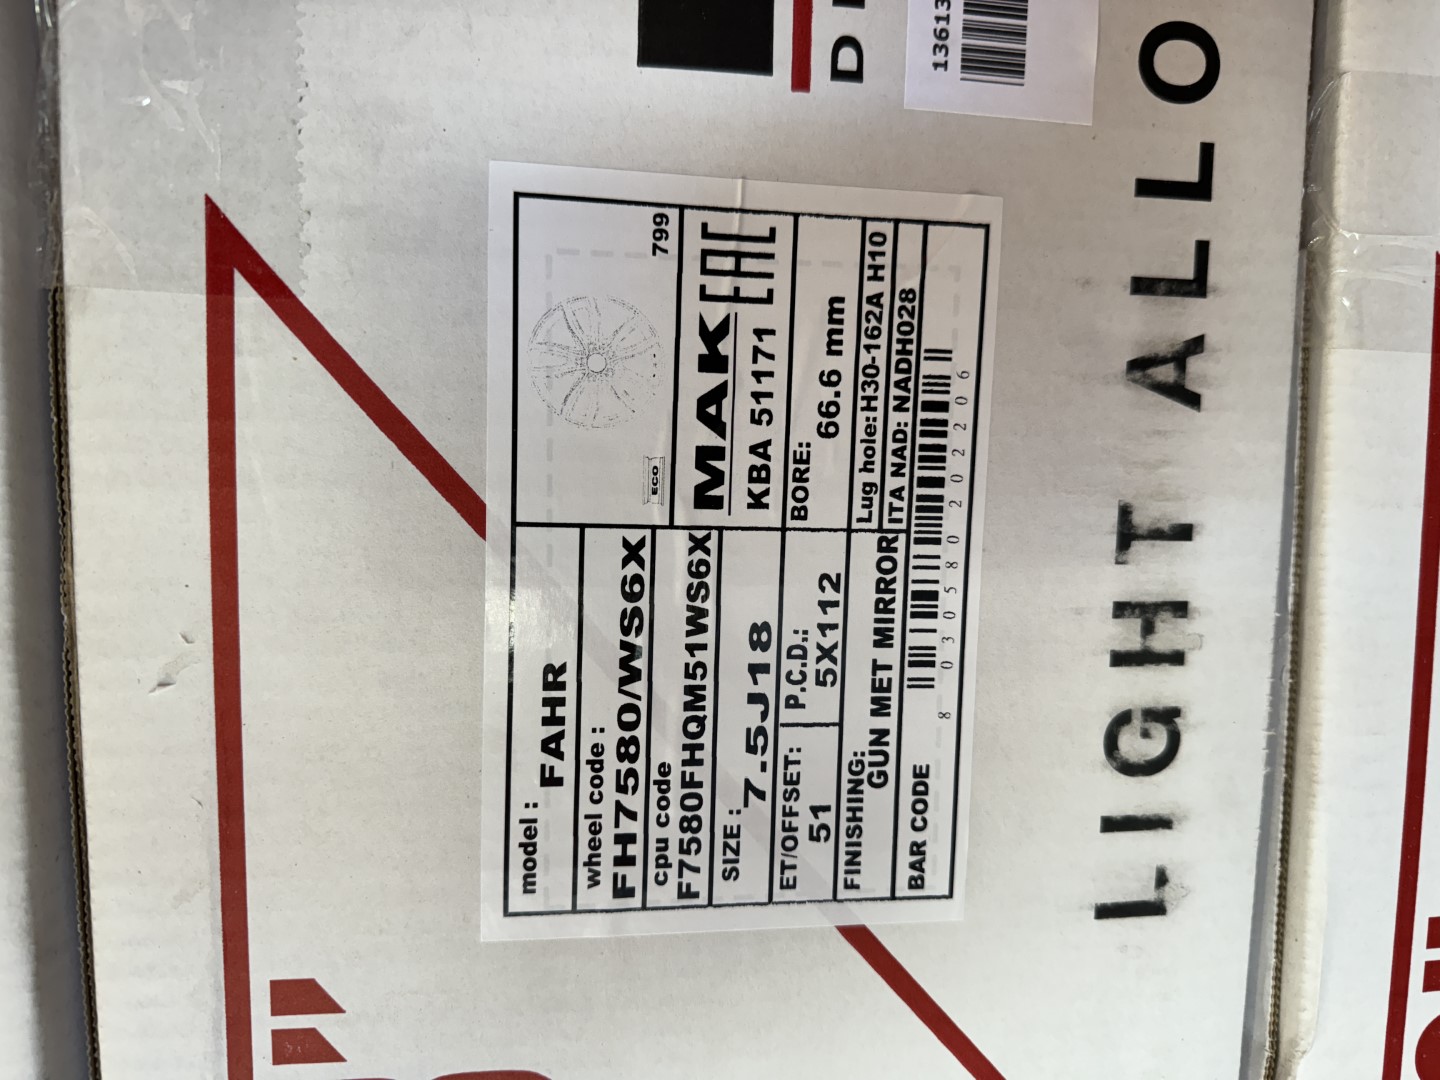 model :
FAHR
wheel code :
FH7580/WS6X
cpu code
F7580FHQM51WS6X
SIZE :
7.5J18
ET/OFFSET:
51
P.C.D.:
5X112
FINISHING:
GUN MET MIRROR
BAR CODE
8 030580 202206
799
ECO
MAK EAC
KBA 51171
BORE:
66.6 mm
Lug hole:H30-162A H10
ITA NAD: NADH028
LIGHT ALLO
D
13613